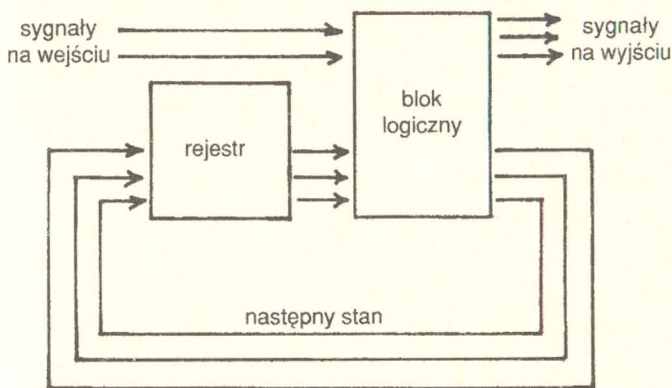 sygnały
na wejściu
rejestr
blok
logiczny
sygnały
na wyjściu
następny stan